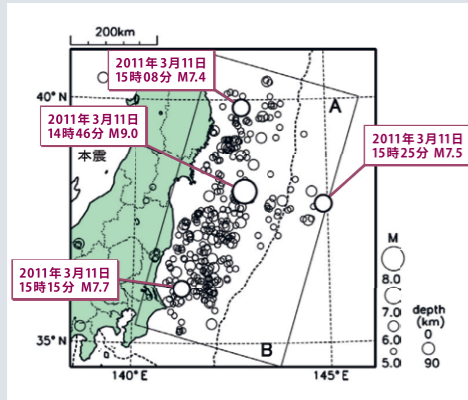 200km
2011年3月11日
15時08分 M7.4
40°N
A
2011年3月11日
14時46分 M9.0
本震
2011年3月11日
15時25分 M7.5
2011年3月11日
15時15分 M7.7
M
8.0
7.0
6.0
5.0
depth
(km)
0
90
35°N
B
140°E
145°E